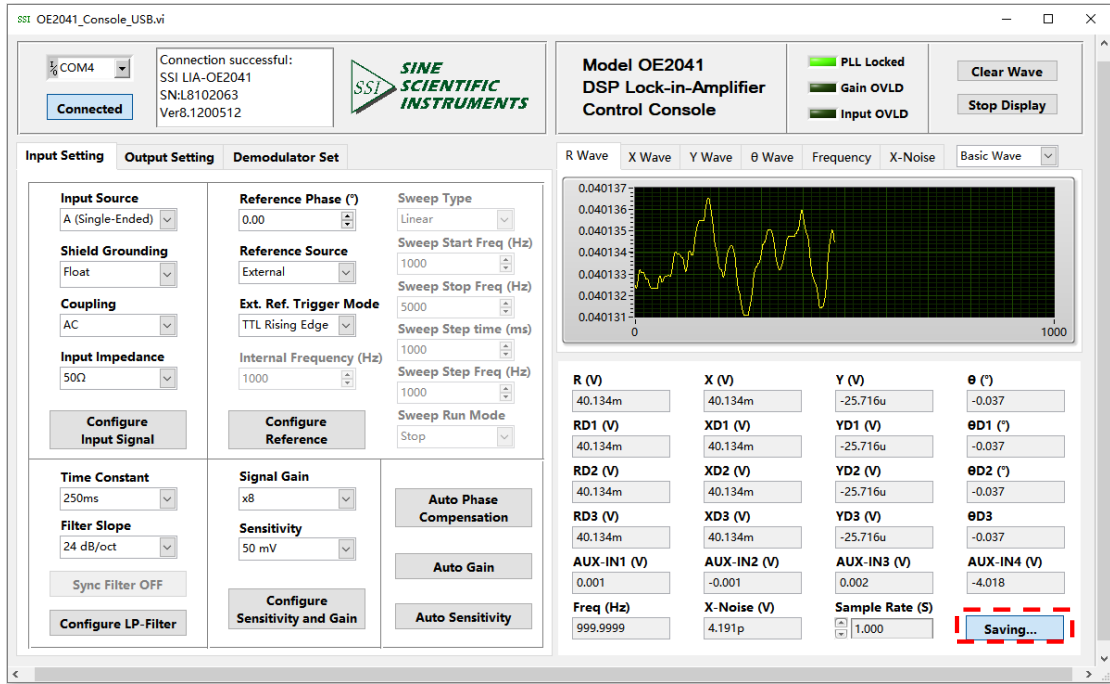 SSI OE2041_Console_USB.vi
I/O COM4
Connected
Connection successful:
SSI LIA-OE2041
SN:L8102063
Ver8.1200512
SSI
SINE
SCIENTIFIC
INSTRUMENTS
Model OE2041
DSP Lock-in-Amplifier
Control Console
PLL Locked
Gain OVLD
Input OVLD
Clear Wave
Stop Display
Input Setting Output Setting Demodulator Set
Input Source
A (Single-Ended)
Shield Grounding
Float
Coupling
AC
Input Impedance
50Ω
Configure
Input Signal
Reference Phase (°)
0.00
Reference Source
External
Ext. Ref. Trigger Mode
TTL Rising Edge
Internal Frequency (Hz)
1000
Configure
Reference
Sweep Type
Linear
Sweep Start Freq (Hz)
1000
Sweep Stop Freq (Hz)
5000
Sweep Step time (ms)
1000
Sweep Step Freq (Hz)
1000
Sweep Run Mode
Stop
Time Constant
250ms
Filter Slope
24 dB/oct
Sync Filter OFF
Configure LP-Filter
Signal Gain
x8
Sensitivity
50 mV
Configure
Sensitivity and Gain
Auto Phase
Compensation
Auto Gain
Auto Sensitivity
R Wave X Wave Y Wave θ Wave Frequency X-Noise Basic Wave
0.040137
0.040136
0.040135
0.040134
0.040133
0.040132
0.040131
0 1000
R (V) X (V) Y (V) θ (°)
40.134m 40.134m -25.716u -0.037
RD1 (V) XD1 (V) YD1 (V) θD1 (°)
40.134m 40.134m -25.716u -0.037
RD2 (V) XD2 (V) YD2 (V) θD2 (°)
40.134m 40.134m -25.716u -0.037
RD3 (V) XD3 (V) YD3 (V) θD3
40.134m 40.134m -25.716u -0.037
AUX-IN1 (V) AUX-IN2 (V) AUX-IN3 (V) AUX-IN4 (V)
0.001 -0.001 0.002 -4.018
Freq (Hz) X-Noise (V) Sample Rate (S)
999.9999 4.191p 1.000 Saving...